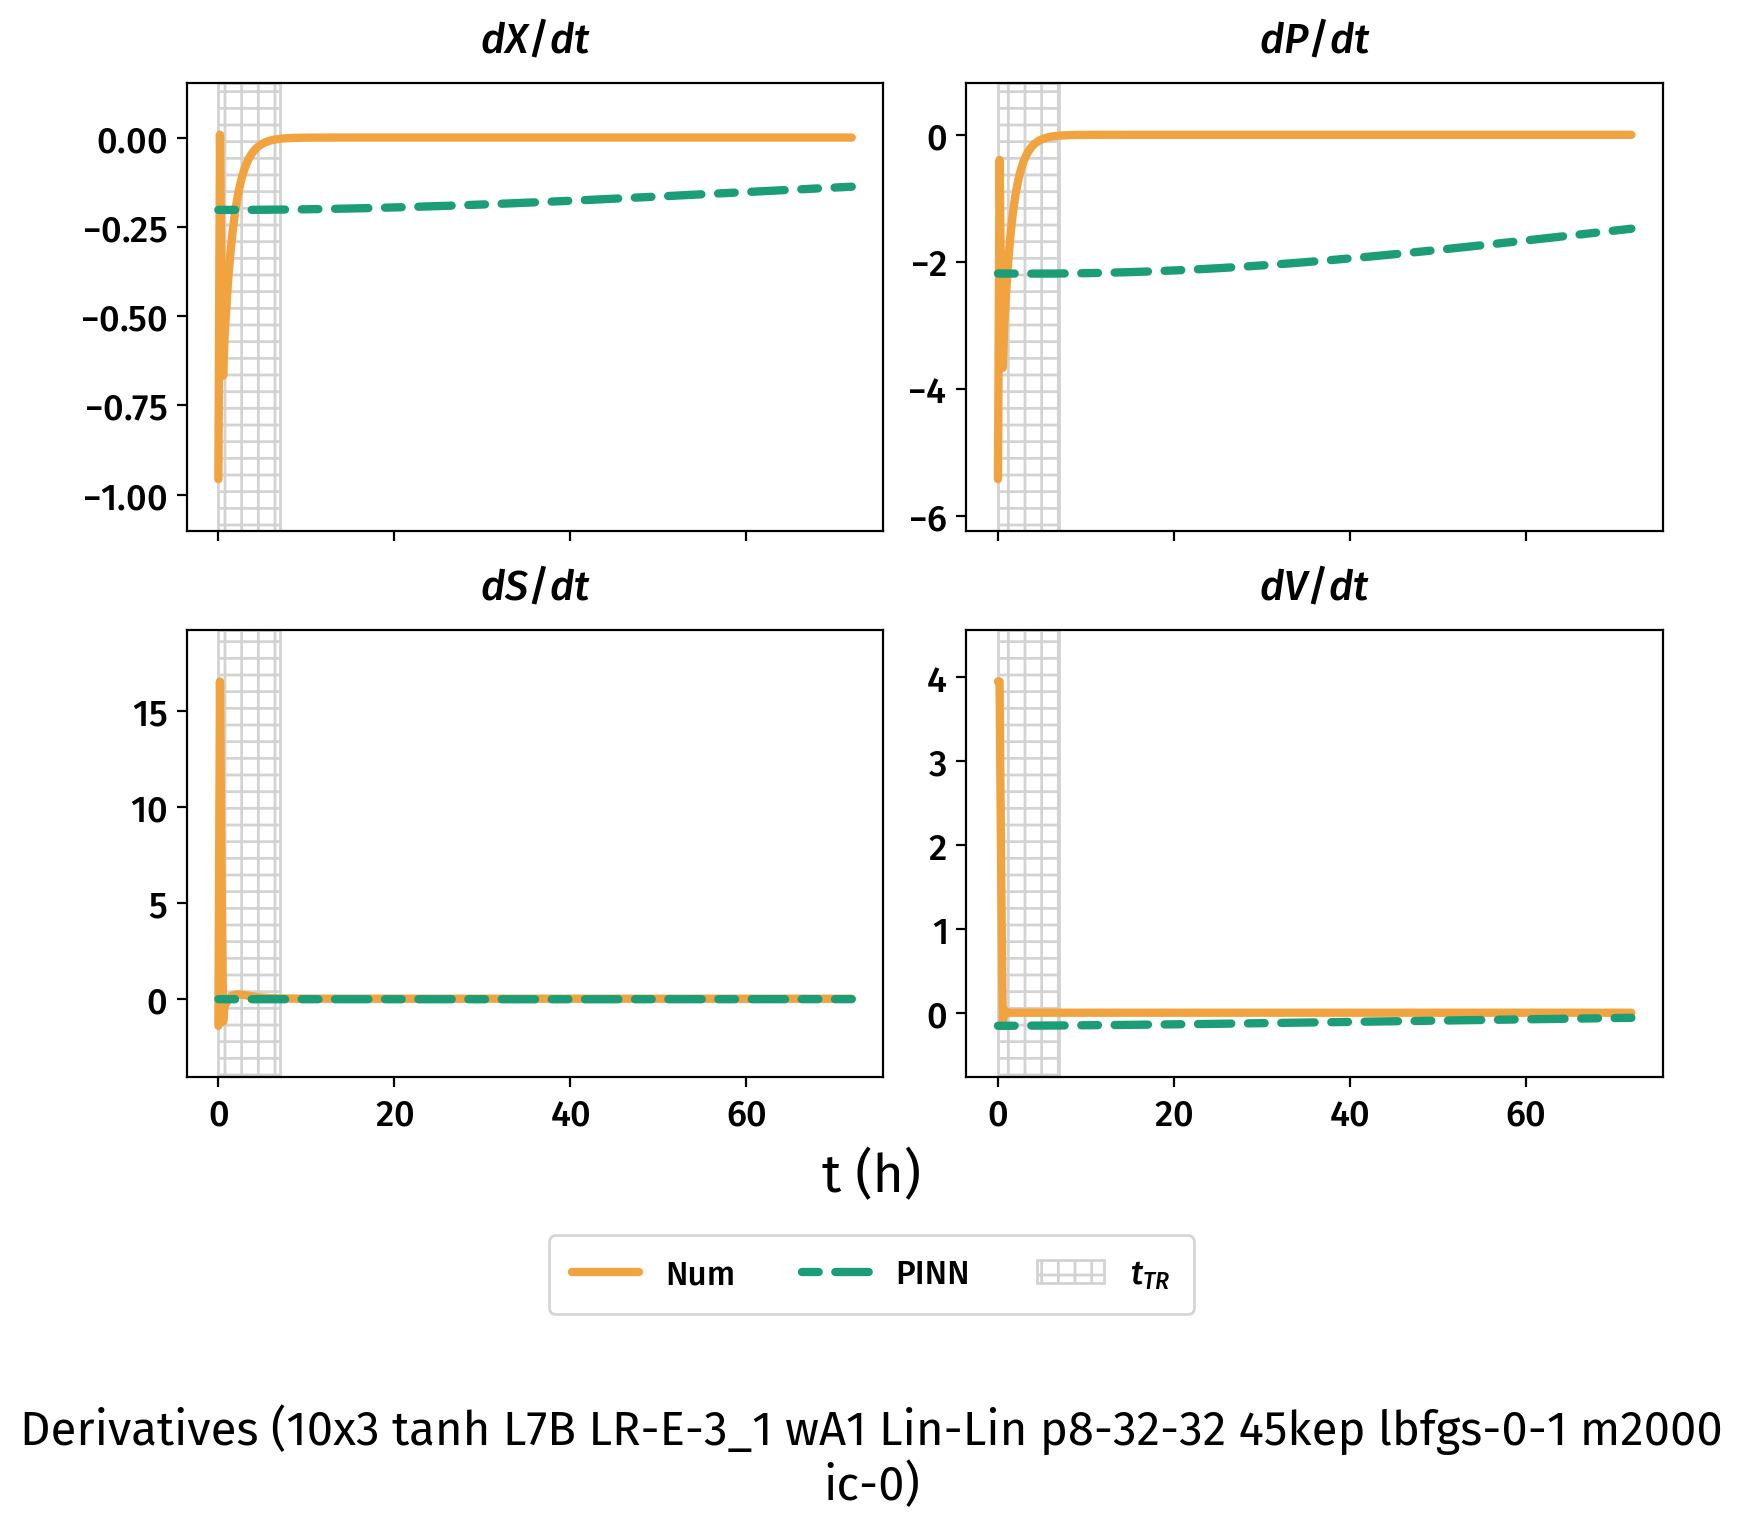 dX/dt
dP/dt
0.00
−0.25
−0.50
−0.75
−1.00
0
−2
−4
−6
dS/dt
dV/dt
15
10
5
0
4
3
2
1
0
0 20 40 60
0 20 40 60
t (h)
Num PINN tTR
Derivatives (10x3 tanh L7B LR-E-3_1 wA1 Lin-Lin p8-32-32 45kep lbfgs-0-1 m2000
ic-0)